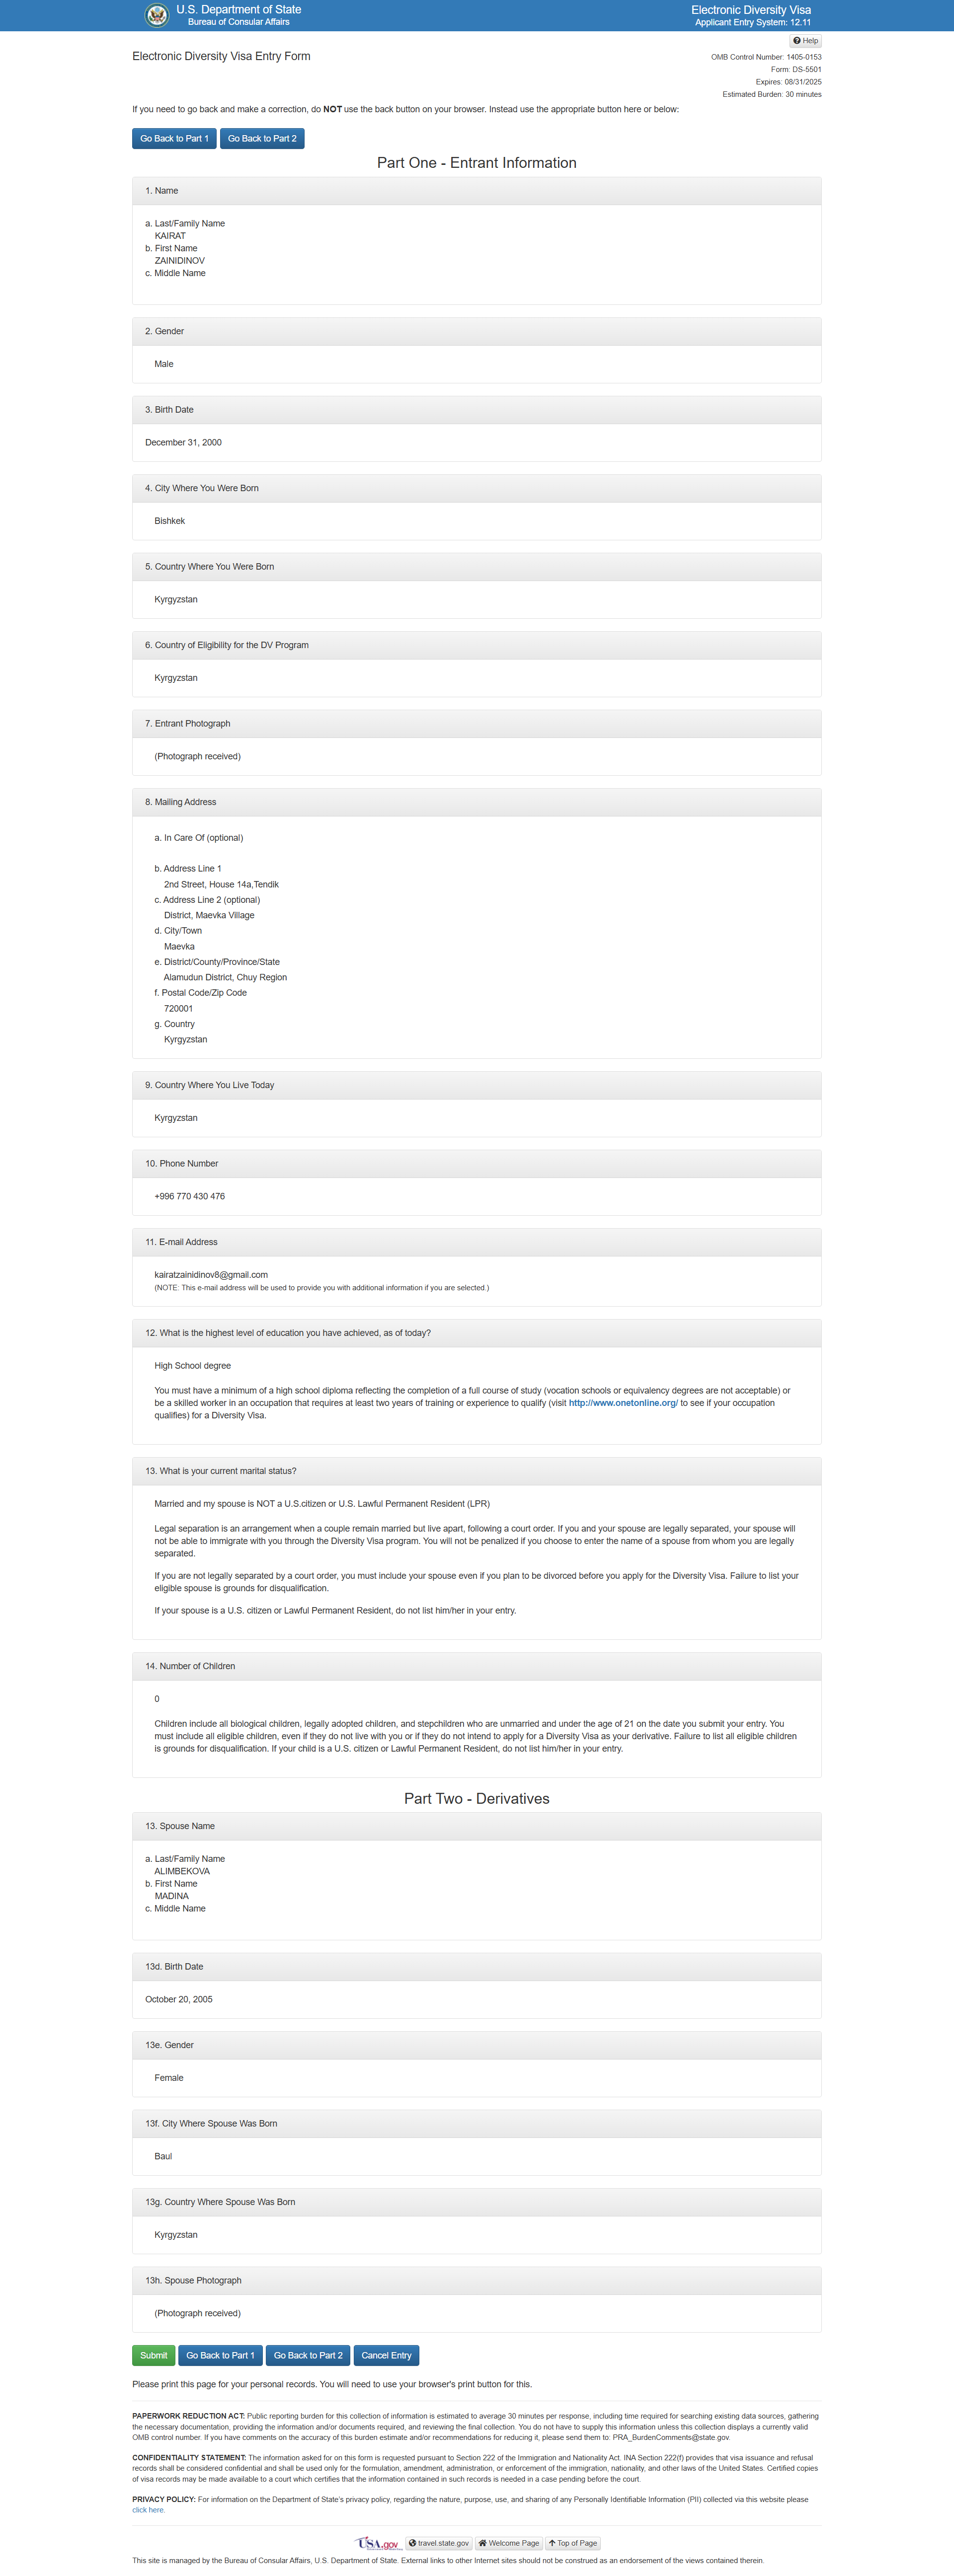 U.S. Department of State
Bureau of Consular Affairs
Electronic Diversity Visa
Applicant Entry System: 12.11
Help
Electronic Diversity Visa Entry Form
OMB Control Number: 1405-0153
Form: DS-5501
Expires: 08/31/2025
Estimated Burden: 30 minutes
If you need to go back and make a correction, do NOT use the back button on your browser. Instead use the appropriate button here or below:
Go Back to Part 1 Go Back to Part 2
Part One - Entrant Information
1. Name
a. Last/Family Name
KAIRAT
b. First Name
ZAINIDINOV
c. Middle Name
2. Gender
Male
3. Birth Date
December 31, 2000
4. City Where You Were Born
Bishkek
5. Country Where You Were Born
Kyrgyzstan
6. Country of Eligibility for the DV Program
Kyrgyzstan
7. Entrant Photograph
(Photograph received)
8. Mailing Address
a. In Care Of (optional)
b. Address Line 1
2nd Street, House 14a,Tendik
c. Address Line 2 (optional)
District, Maevka Village
d. City/Town
Maevka
e. District/County/Province/State
Alamudun District, Chuy Region
f. Postal Code/Zip Code
720001
g. Country
Kyrgyzstan
9. Country Where You Live Today
Kyrgyzstan
10. Phone Number
+996 770 430 476
11. E-mail Address
kairatzainidinov8@gmail.com
(NOTE: This e-mail address will be used to provide you with additional information if you are selected.)
12. What is the highest level of education you have achieved, as of today?
High School degree
You must have a minimum of a high school diploma reflecting the completion of a full course of study (vocation schools or equivalency degrees are not acceptable) or
be a skilled worker in an occupation that requires at least two years of training or experience to qualify (visit http://www.onetonline.org/ to see if your occupation
qualifies) for a Diversity Visa.
13. What is your current marital status?
Married and my spouse is NOT a U.S.citizen or U.S. Lawful Permanent Resident (LPR)
Legal separation is an arrangement when a couple remain married but live apart, following a court order. If you and your spouse are legally separated, your spouse will
not be able to immigrate with you through the Diversity Visa program. You will not be penalized if you choose to enter the name of a spouse from whom you are legally
separated.
If you are not legally separated by a court order, you must include your spouse even if you plan to be divorced before you apply for the Diversity Visa. Failure to list your
eligible spouse is grounds for disqualification.
If your spouse is a U.S. citizen or Lawful Permanent Resident, do not list him/her in your entry.
14. Number of Children
0
Children include all biological children, legally adopted children, and stepchildren who are unmarried and under the age of 21 on the date you submit your entry. You
must include all eligible children, even if they do not live with you or if they do not intend to apply for a Diversity Visa as your derivative. Failure to list all eligible children
is grounds for disqualification. If your child is a U.S. citizen or Lawful Permanent Resident, do not list him/her in your entry.
Part Two - Derivatives
13. Spouse Name
a. Last/Family Name
ALIMBEKOVA
b. First Name
MADINA
c. Middle Name
13d. Birth Date
October 20, 2005
13e. Gender
Female
13f. City Where Spouse Was Born
Baul
13g. Country Where Spouse Was Born
Kyrgyzstan
13h. Spouse Photograph
(Photograph received)
Submit Go Back to Part 1 Go Back to Part 2 Cancel Entry
Please print this page for your personal records. You will need to use your browser's print button for this.
PAPERWORK REDUCTION ACT: Public reporting burden for this collection of information is estimated to average 30 minutes per response, including time required for searching existing data sources, gathering
the necessary documentation, providing the information and/or documents required, and reviewing the final collection. You do not have to supply this information unless this collection displays a currently valid
OMB control number. If you have comments on the accuracy of this burden estimate and/or recommendations for reducing it, please send them to: PRA_BurdenComments@state.gov.
CONFIDENTIALITY STATEMENT: The information asked for on this form is requested pursuant to Section 222 of the Immigration and Nationality Act. INA Section 222(f) provides that visa issuance and refusal
records shall be considered confidential and shall be used only for the formulation, amendment, administration, or enforcement of the immigration, nationality, and other laws of the United States. Certified copies
of visa records may be made available to a court which certifies that the information contained in such records is needed in a case pending before the court.
PRIVACY POLICY: For information on the Department of State's privacy policy, regarding the nature, purpose, use, and sharing of any Personally Identifiable Information (PII) collected via this website please
click here.
USA.gov travel.state.gov Welcome Page Top of Page
This site is managed by the Bureau of Consular Affairs, U.S. Department of State. External links to other Internet sites should not be construed as an endorsement of the views contained therein.